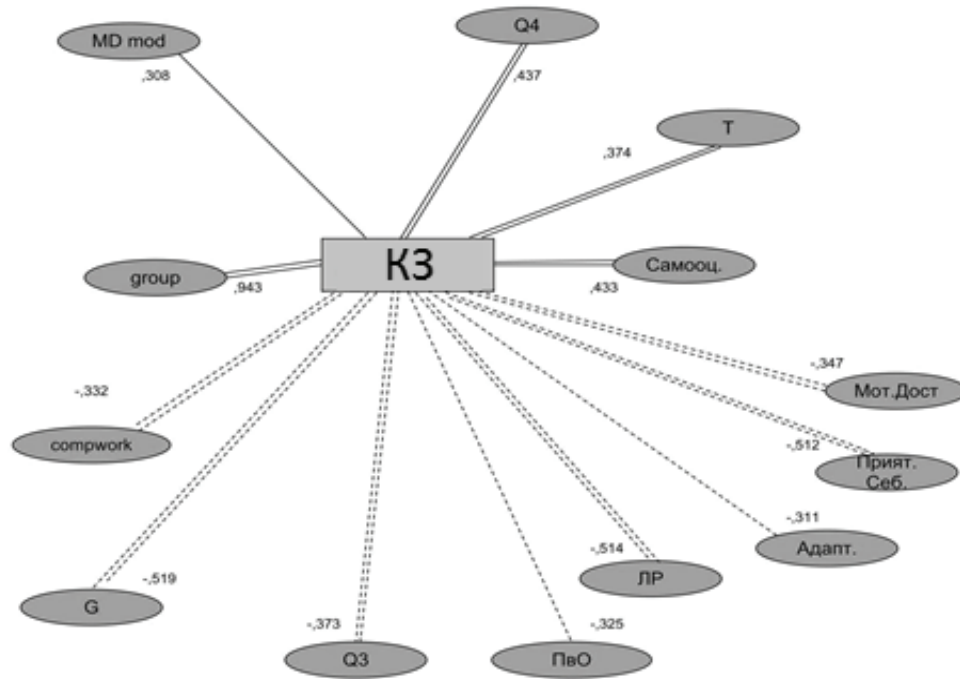 MD mod
Q4
,308
,437
T
,374
КЗ
group
,943
Самооц.
,433
-,332
compwork
-,347
Мот.Дост
-,512
Прият.
Себ.
-,311
Адапт.
-,514
ЛР
-,519
G
-,373
Q3
-,325
ПвО